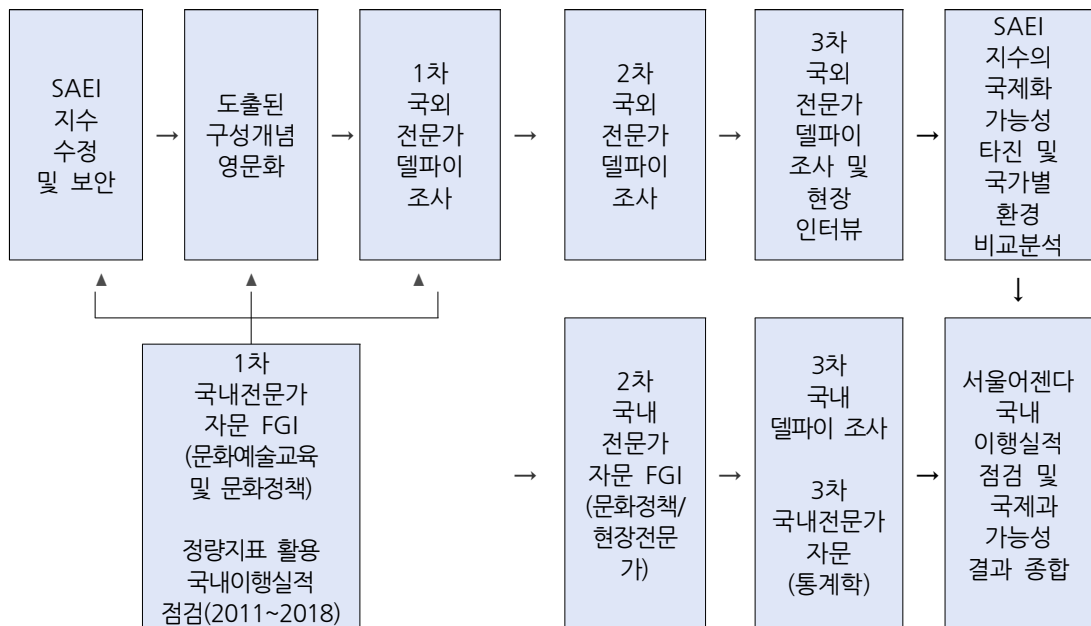 SAEI
지수
수정
및 보안
→
도출된
구성개념
영문화
→
1차
국외
전문가
델파이
조사
→
2차
국외
전문가
델파이
조사
→
3차
국외
전문가
델파이
조사 및
현장
인터뷰
→
SAEI
지수의
국제화
가능성
타진 및
국가별
환경
비교분석
↓
1차
국내전문가
자문 FGI
(문화예술교육
및 문화정책)
정량지표 활용
국내이행실적
점검(2011~2018)
→
2차
국내
전문가
자문 FGI
(문화정책/
현장전문
가)
→
3차
국내
델파이 조사
3차
국내전문가
자문
(통계학)
→
서울어젠다
국내
이행실적
점검 및
국제과
가능성
결과 종합